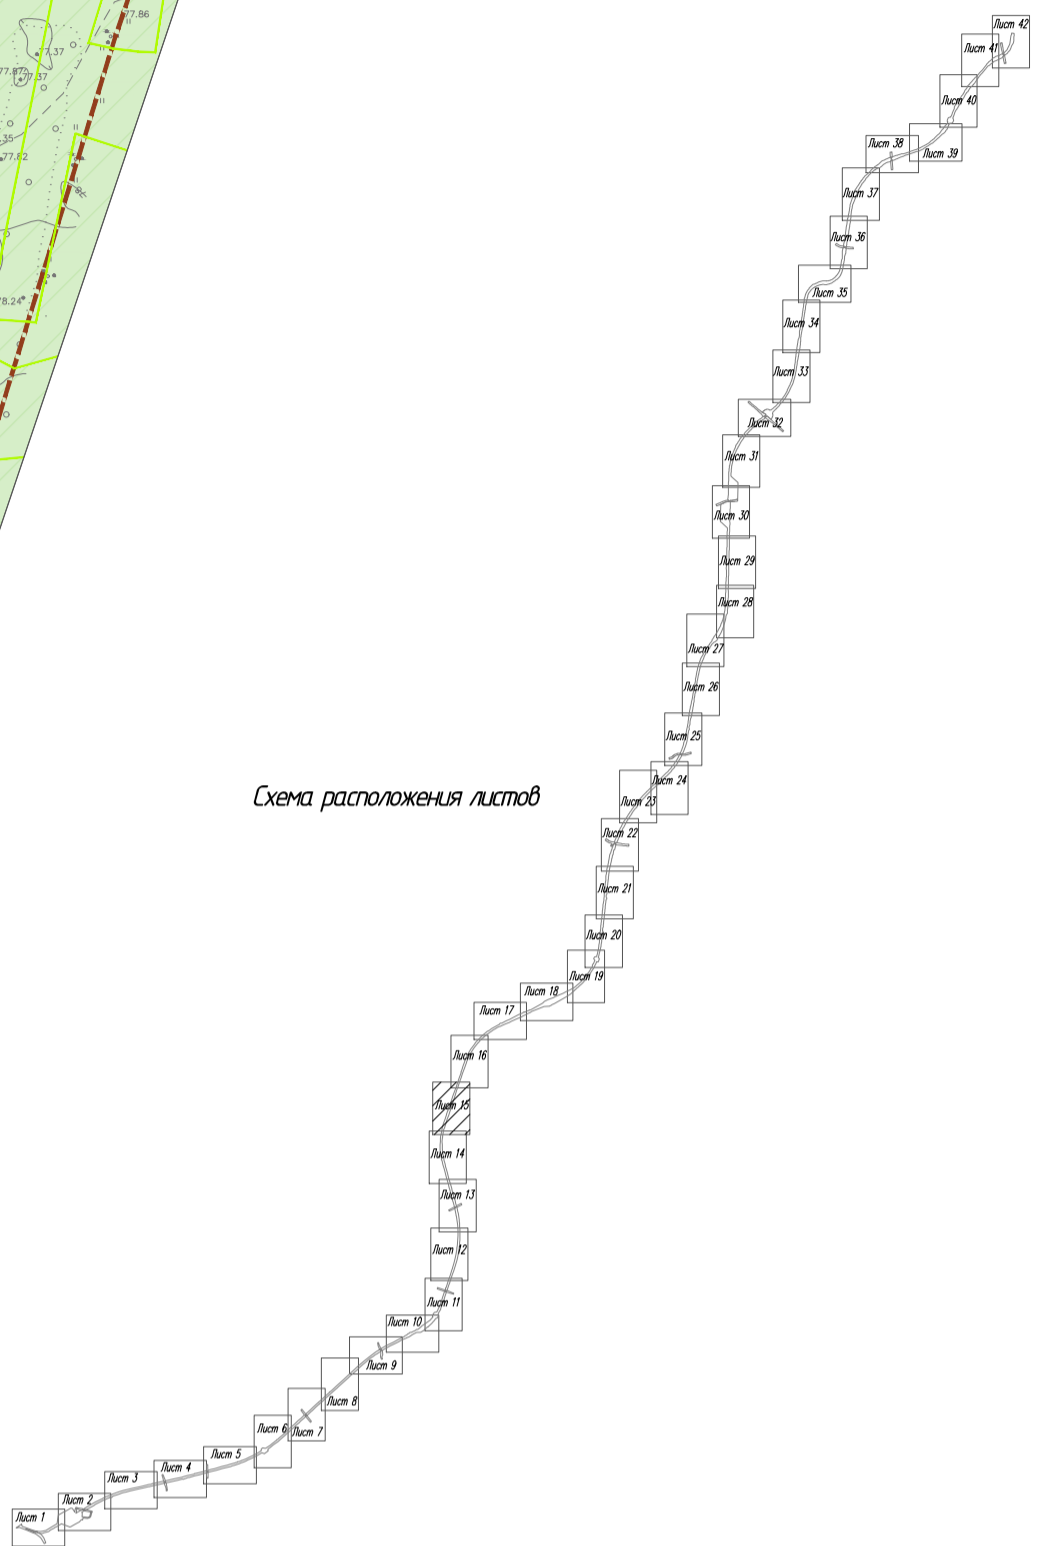 77.86
77.37
77.37
77.82
78.24
Лист 42
Лист 41
Лист 40
Лист 39
Лист 38
Лист 37
Лист 36
Лист 35
Лист 34
Лист 33
Лист 32
Лист 31
Лист 30
Лист 29
Лист 28
Лист 27
Лист 26
Лист 25
Лист 24
Лист 23
Схема расположения листов
Лист 22
Лист 21
Лист 20
Лист 19
Лист 18
Лист 17
Лист 16
Лист 15
Лист 14
Лист 13
Лист 12
Лист 11
Лист 10
Лист 9
Лист 8
Лист 7
Лист 6
Лист 5
Лист 4
Лист 3
Лист 2
Лист 1